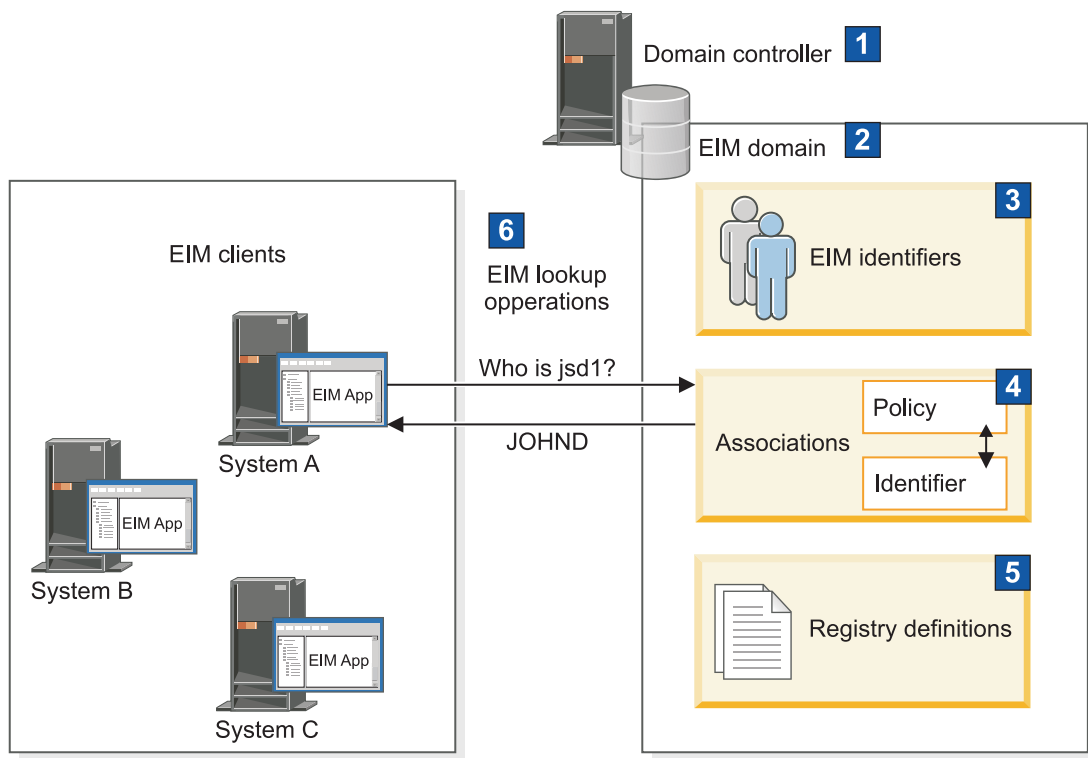 Domain controller 1
EIM domain 2
3
EIM identifiers
6
EIM lookup
opperations
EIM clients
EIM App
System A
Who is jsd1?
JOHND
4
Policy
Associations
Identifier
EIM App
System B
5
Registry definitions
EIM App
System C